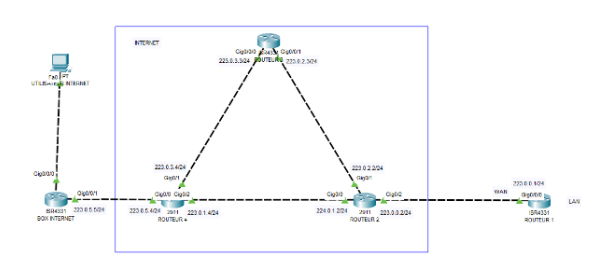 INTERNET
Gig0/0/0
Gig0/0/1
ISR4331
223.0.3.3/24
223.0.2.3/24
Fa0
PT
INTERNET
223.0.3.4/24
Gig0/1
223.0.2.2/24
Gig0/1
Gig0/0/0
Gig0/0/1
Gig0/0
Gig0/2
Gig0/0
Gig0/2
WAN
223.0.0.1/24
Gig0/0/0
LAN
ISR4331
BOX INTERNET
223.0.5.5/24
223.0.5.4/24
2911
223.0.1.4/24
ROUTEUR 4
224.0.1.2/24
2911
223.0.0.2/24
ROUTEUR 2
ISR4331
ROUTEUR 1